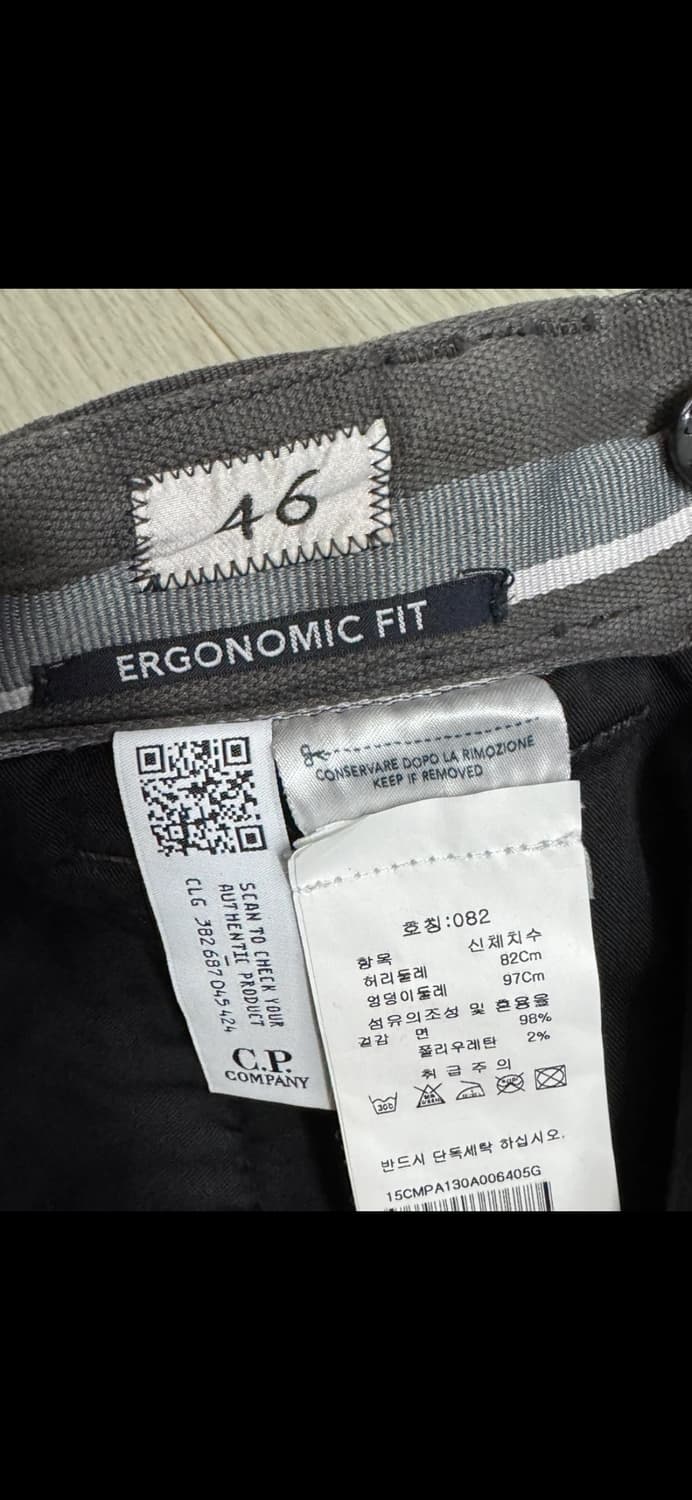 46
ERGONOMIC FIT
CONSERVARE DOPO LA RIMOZIONE
KEEP IF REMOVED
SCAN TO CHECK YOUR
AUTHENTIC PRODUCT
CLG 382687045424
C.P.
COMPANY
호칭:082
항목 신체치수
허리둘레 82Cm
엉덩이둘레 97Cm
섬유의조성 및 혼용율
겉감 면 98%
폴리우레탄 2%
취급주의
반드시 단독세탁 하십시오.
15CMPA130A006405G